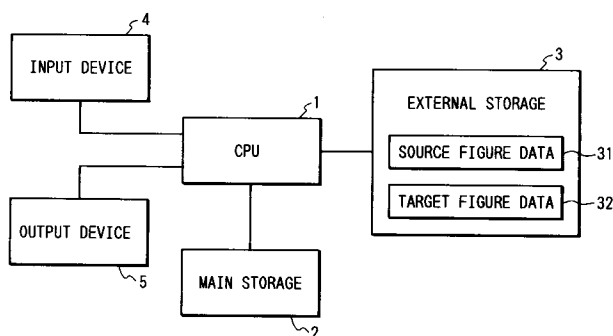 4
INPUT DEVICE
1
CPU
3
EXTERNAL STORAGE
SOURCE FIGURE DATA
31
TARGET FIGURE DATA
32
OUTPUT DEVICE
5
MAIN STORAGE
2